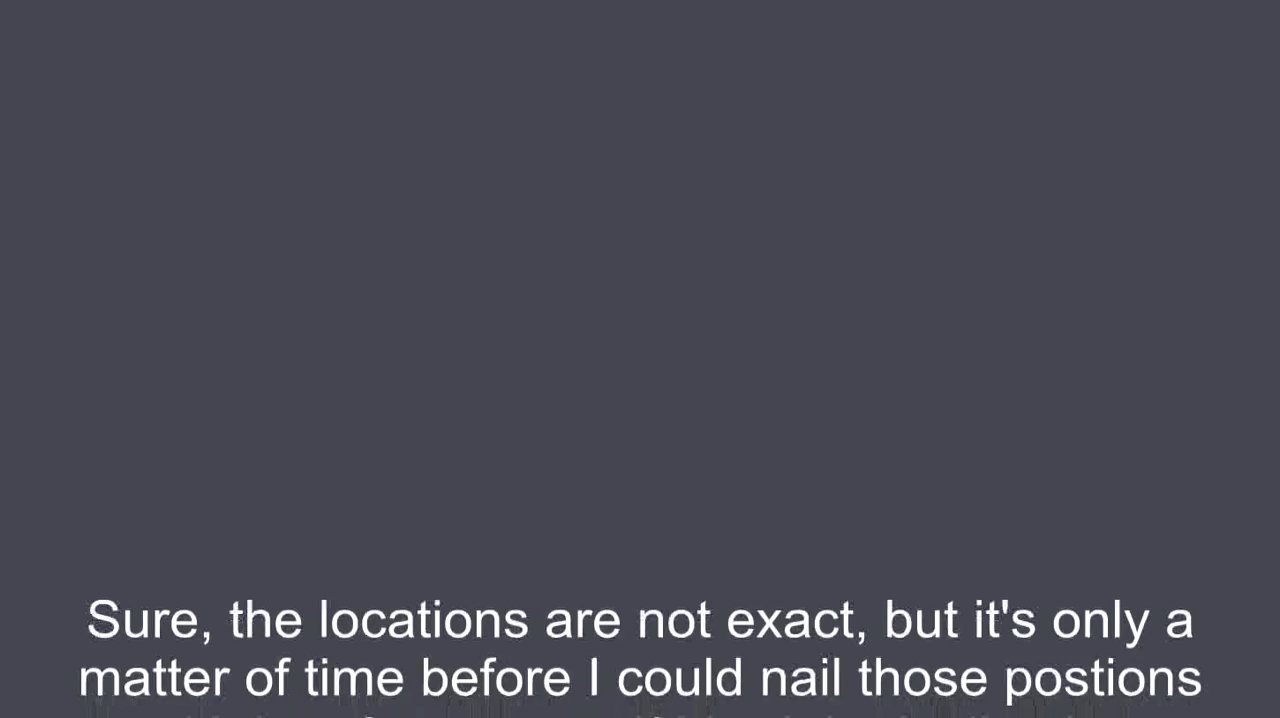 Sure, the locations are not exact, but it's only a
matter of time before I could nail those postions